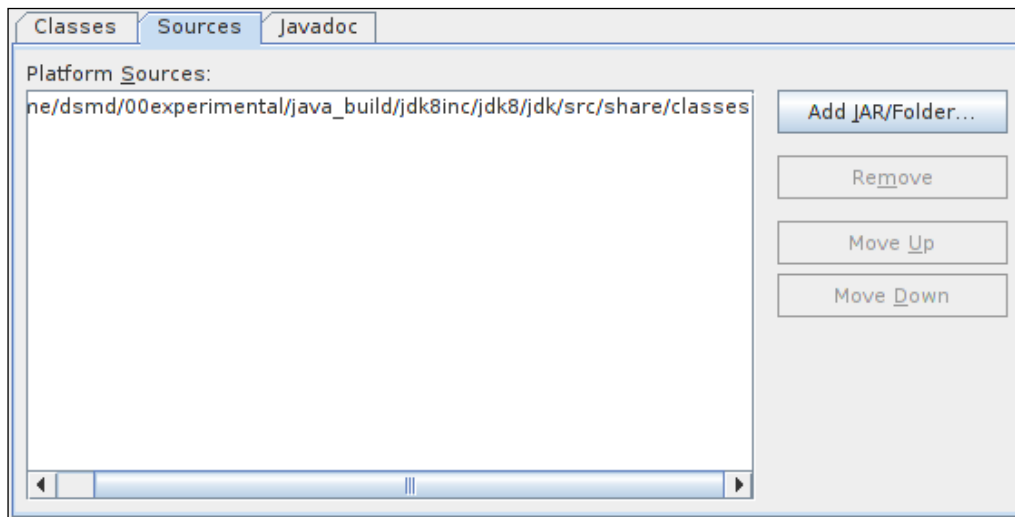 Classes Sources Javadoc
Platform Sources:
ne/dsmd/00experimental/java_build/jdk8inc/jdk8/jdk/src/share/classes
Add JAR/Folder...
Remove
Move Up
Move Down